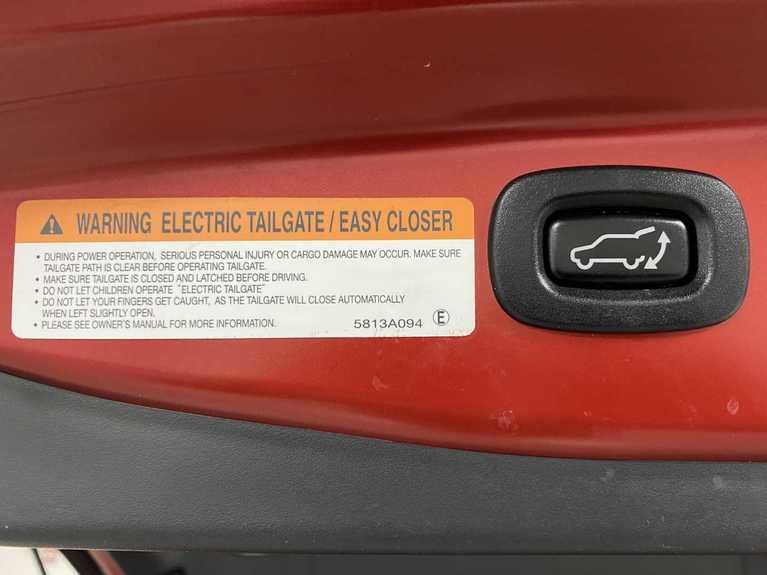 WARNING ELECTRIC TAILGATE / EASY CLOSER
• DURING POWER OPERATION, SERIOUS PERSONAL INJURY OR CARGO DAMAGE MAY OCCUR. MAKE SURE
TAILGATE PATH IS CLEAR BEFORE OPERATING TAILGATE.
• MAKE SURE TAILGATE IS CLOSED AND LATCHED BEFORE DRIVING.
• DO NOT LET CHILDREN OPERATE "ELECTRIC TAILGATE"
• DO NOT LET YOUR FINGERS GET CAUGHT, AS THE TAILGATE WILL CLOSE AUTOMATICALLY
WHEN LEFT SLIGHTLY OPEN.
• PLEASE SEE OWNER'S MANUAL FOR MORE INFORMATION. 5813A094 Ⓔ